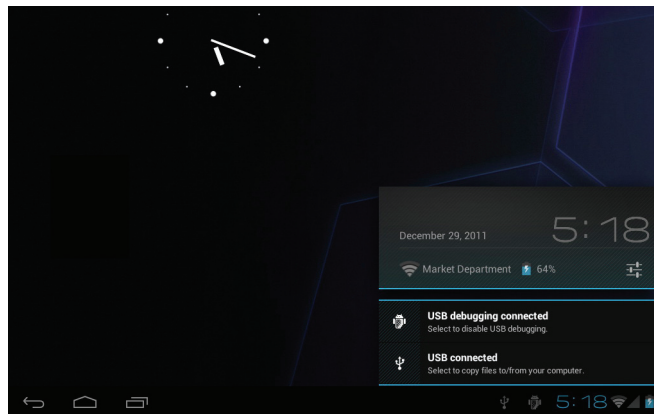 December 29, 2011
5:18
Market Department 64%
USB debugging connected
Select to disable USB debugging.
USB connected
Select to copy files to/from your computer.
5:18